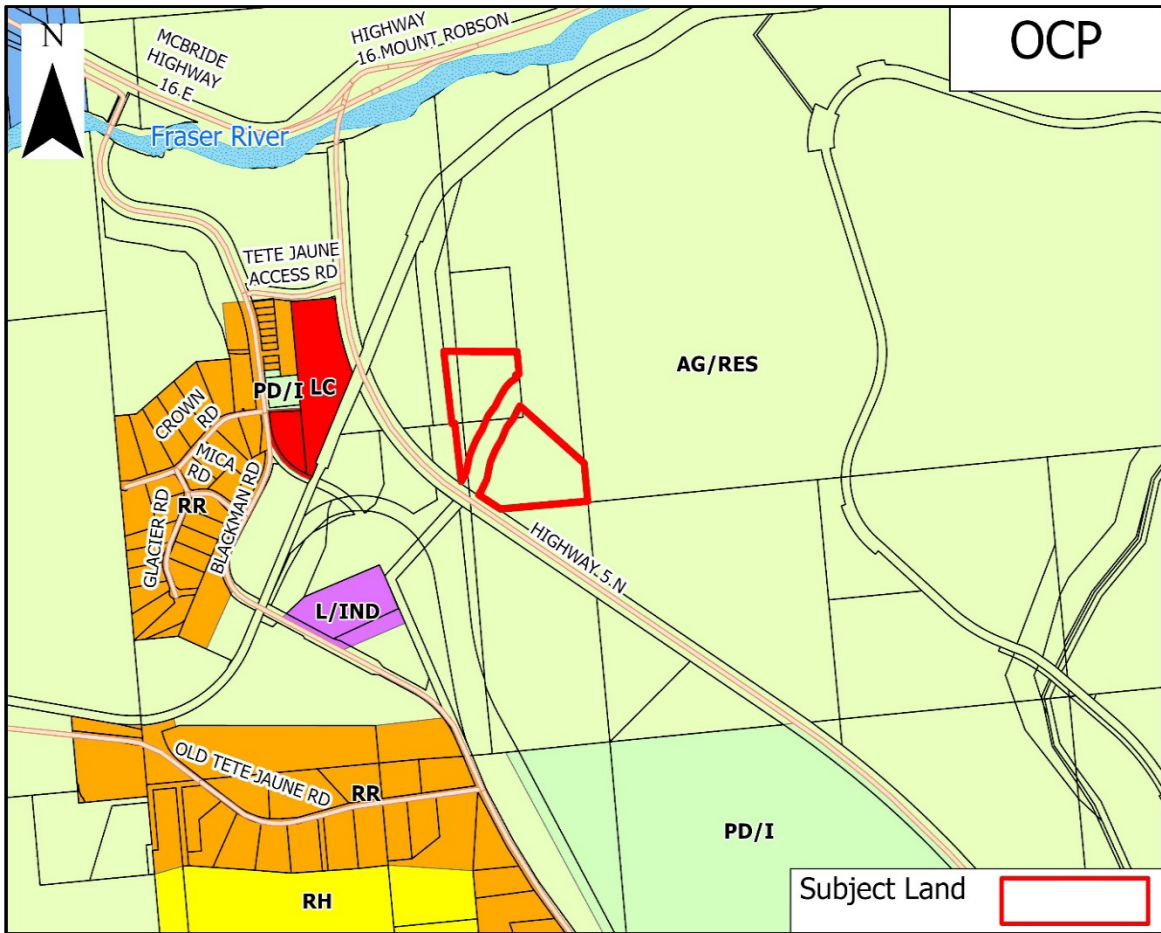 N
OCP
MCBRIDE
HIGHWAY
16 E
HIGHWAY
16 MOUNT ROBSON
Fraser River
TETE JAUNE
ACCESS RD
AG/RES
PD/I
LC
CROWN
RD
MICA
RD
RR
GLACIER RD
BLACKMAN RD
HIGHWAY 5 N
L/IND
OLD TETE JAUNE RD
RR
PD/I
RH
Subject Land